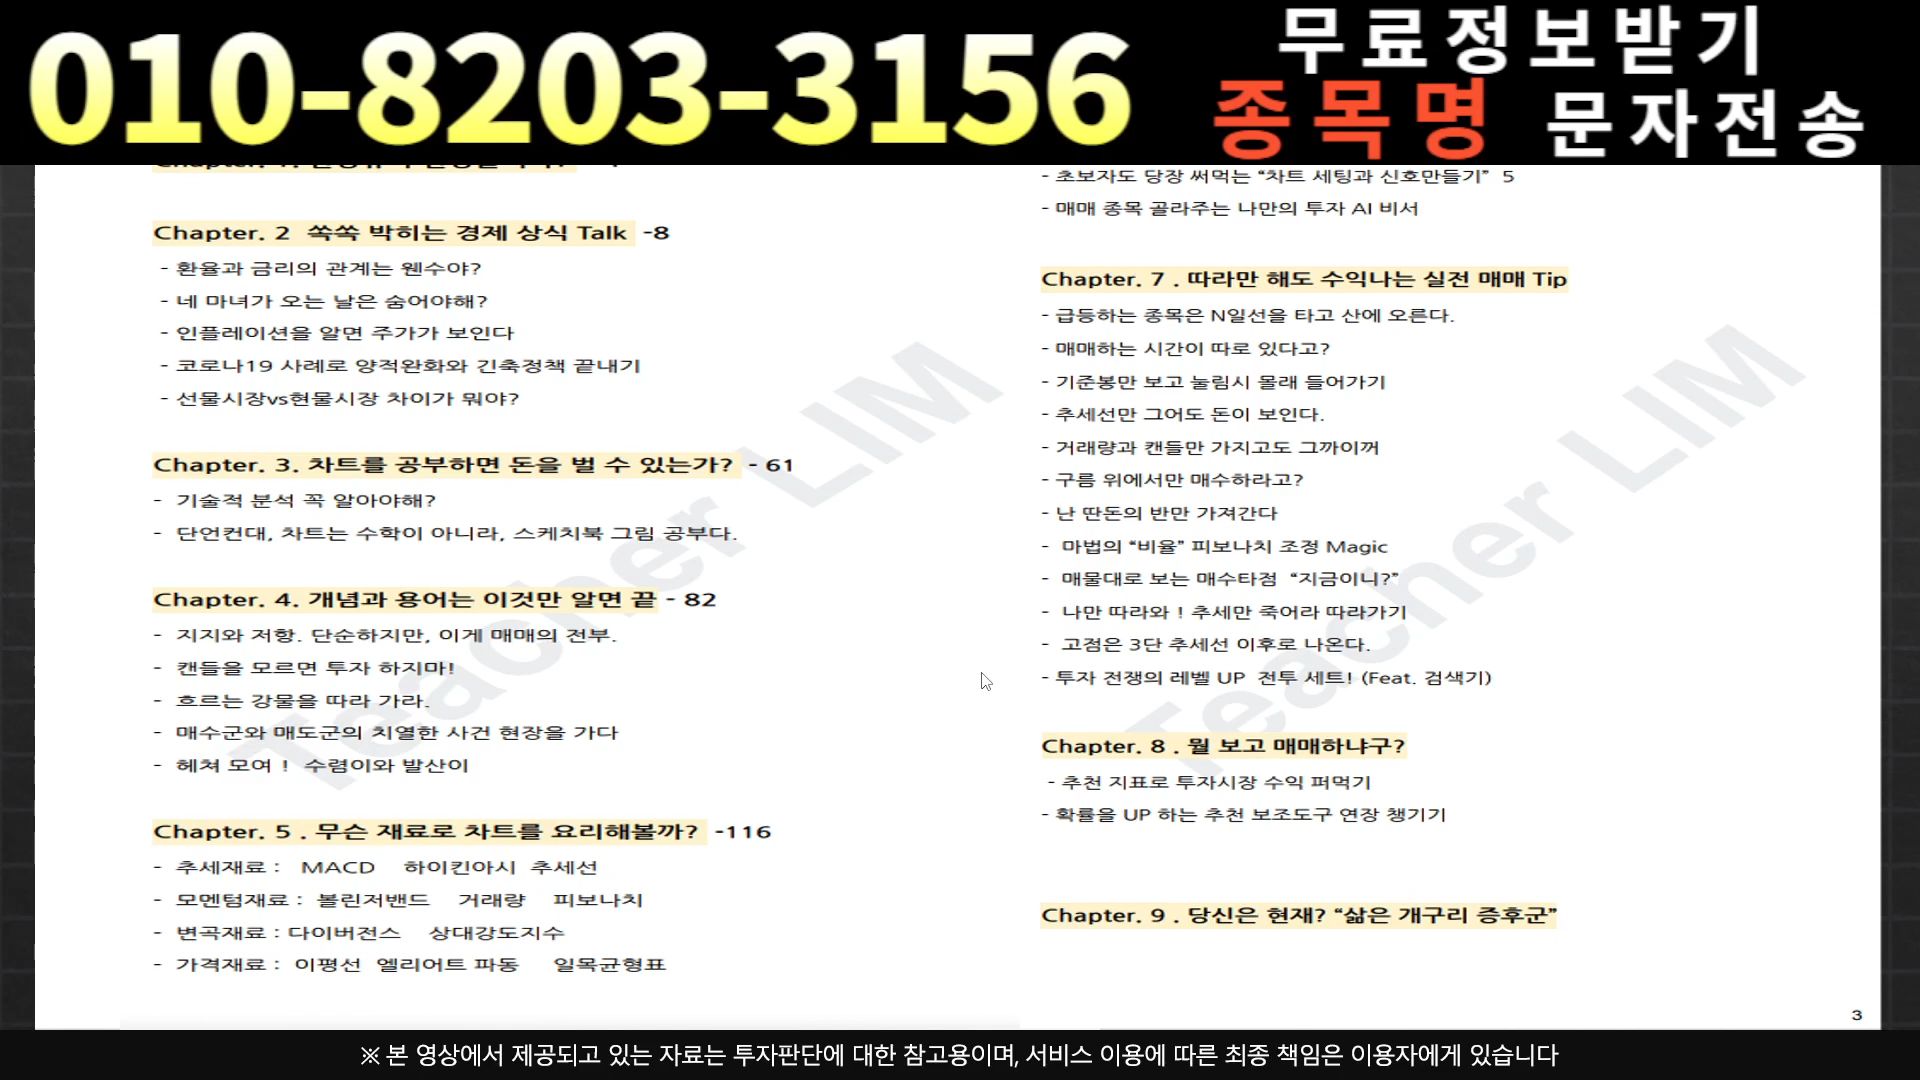 010-8203-3156
무료정보받기
종목명 문자전송
Chapter. 2 쏙쏙 박히는 경제 상식 Talk -8
- 환율과 금리의 관계는 웬수야?
- 네 마녀가 오는 날은 숨어야해?
- 인플레이션을 알면 주가가 보인다
- 코로나19 사례로 양적완화와 긴축정책 끝내기
- 선물시장vs현물시장 차이가 뭐야?
Chapter. 3. 차트를 공부하면 돈을 벌 수 있는가? - 61
- 기술적 분석 꼭 알아야해?
- 단언컨대, 차트는 수학이 아니라, 스케치북 그림 공부다.
Chapter. 4. 개념과 용어는 이것만 알면 끝 - 82
- 지지와 저항. 단순하지만, 이게 매매의 전부.
- 캔들을 모르면 투자 하지마!
- 흐르는 강물을 따라 가라.
- 매수군와 매도군의 치열한 사건 현장을 가다
- 헤쳐 모여 ! 수렴이와 발산이
Chapter. 5 . 무슨 재료로 차트를 요리해볼까? -116
- 추세재료 : MACD 하이킨아시 추세선
- 모멘텀재료 : 볼린저밴드 거래량 피보나치
- 변곡재료 : 다이버전스 상대강도지수
- 가격재료 : 이평선 엘리어트 파동 일목균형표
- 초보자도 당장 써먹는 “차트 세팅과 신호만들기” 5
- 매매 종목 골라주는 나만의 투자 AI 비서
Chapter. 7 . 따라만 해도 수익나는 실전 매매 Tip
- 급등하는 종목은 N일선을 타고 산에 오른다.
- 매매하는 시간이 따로 있다고?
- 기준봉만 보고 눌림시 몰래 들어가기
- 추세선만 그어도 돈이 보인다.
- 거래량과 캔들만 가지고도 그까이꺼
- 구름 위에서만 매수하라고?
- 난 딴돈의 반만 가져간다
- 마법의 “비율” 피보나치 조정 Magic
- 매물대로 보는 매수타점 “지금이니?”
- 나만 따라와 ! 추세만 죽어라 따라가기
- 고점은 3단 추세선 이후로 나온다.
- 투자 전쟁의 레벨 UP 전투 세트! (Feat. 검색기)
Chapter. 8 . 뭘 보고 매매하냐구?
- 추천 지표로 투자시장 수익 퍼먹기
- 확률을 UP 하는 추천 보조도구 연장 챙기기
Chapter. 9 . 당신은 현재? “삶은 개구리 증후군”
Teacher LIM
Teacher LIM
3
※ 본 영상에서 제공되고 있는 자료는 투자판단에 대한 참고용이며, 서비스 이용에 따른 최종 책임은 이용자에게 있습니다